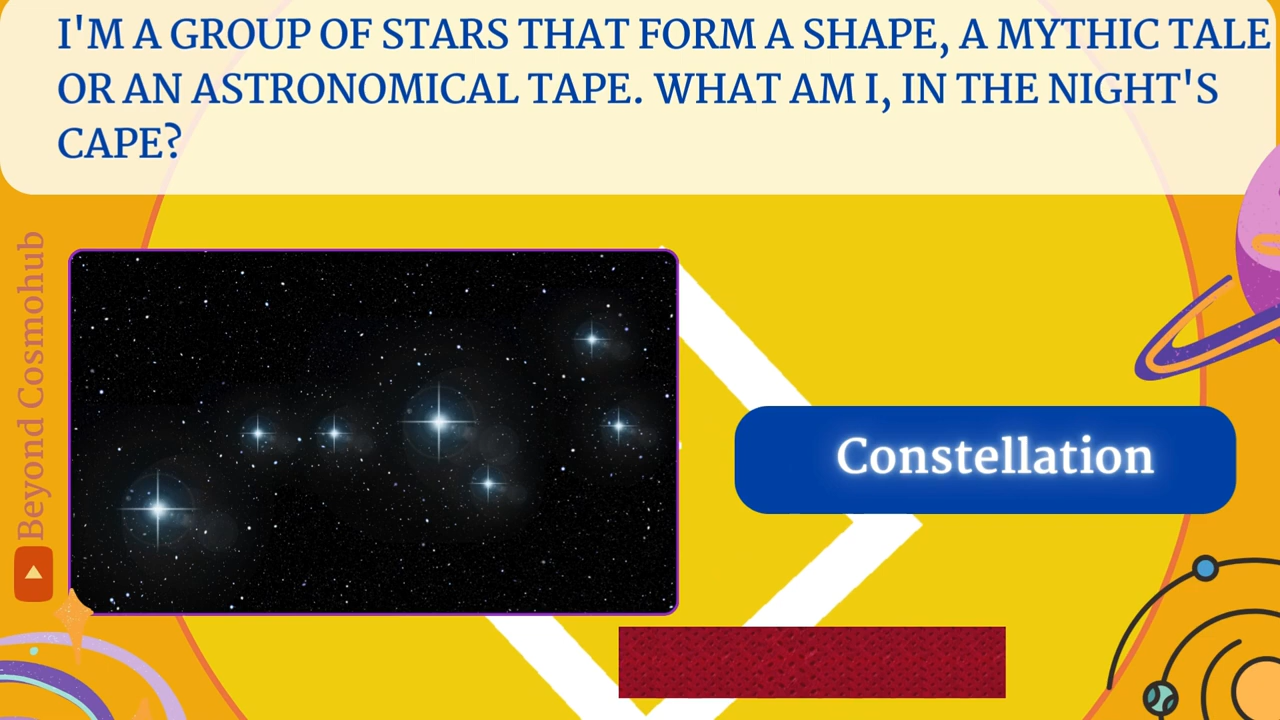 I'M A GROUP OF STARS THAT FORM A SHAPE, A MYTHIC TALE
OR AN ASTRONOMICAL TAPE. WHAT AM I, IN THE NIGHT'S
CAPE?
Beyond Cosmohub
Constellation